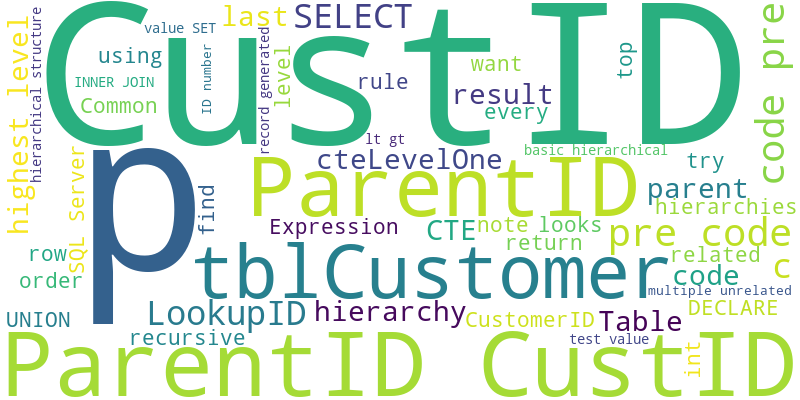 CustID
p
ParentID
tblCustomer
ParentID CustID
pre code
code pre
highest level
hierarchical structure
value SET
last
SELECT
using
INNER JOIN
Common
ID number
record generated
level
rule
want
result
every
top
lt gt
cteLevelOne
basic hierarchical
try
parent
hierarchies
SQL Server
find
Expression
CTE
note
looks
return
related
c
row
order
code
multiple unrelated
UNION
LookupID
hierarchy
CustomerID
Table
DECLARE
recursive
test value
int